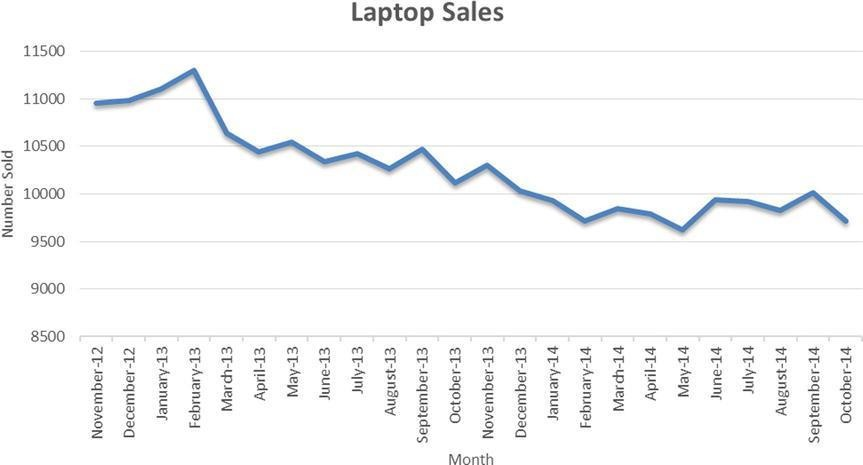 Laptop Sales
11500
11000
10500
10000
9500
9000
8500
Number Sold
November-12
December-12
January-13
February-13
March-13
April-13
May-13
June-13
July-13
August-13
September-13
October-13
November-13
December-13
January-14
February-14
March-14
April-14
May-14
June-14
July-14
August-14
September-14
October-14
Month